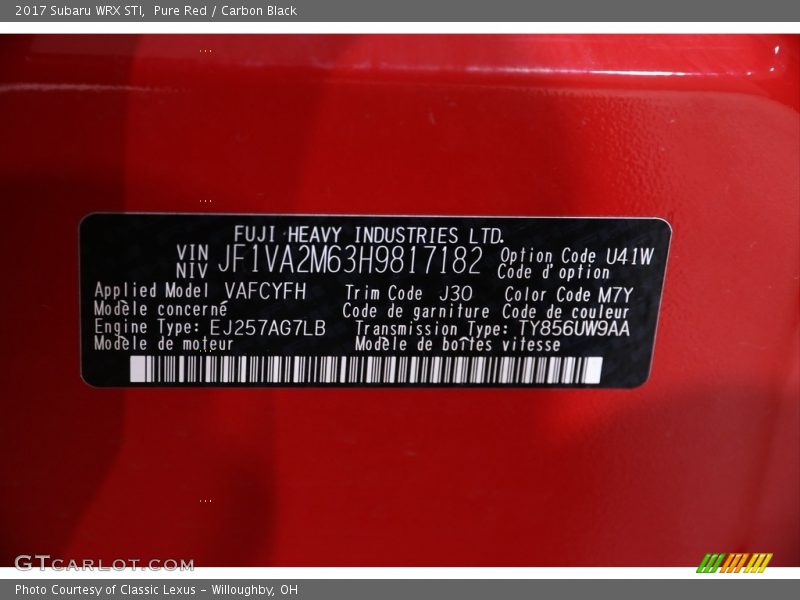 2017 Subaru WRX STI, Pure Red / Carbon Black
FUJI HEAVY INDUSTRIES LTD.
VIN NIV JF1VA2M63H9817182 Option Code U41W
Code d'option
Applied Model VAFCYFH Trim Code J30 Color Code M7Y
Modèle concerné Code de garniture Code de couleur
Engine Type: EJ257AG7LB Transmission Type: TY856UW9AA
Modèle de moteur Modèle de boîtes vitesse
GTCARLOT.COM
Photo Courtesy of Classic Lexus - Willoughby, OH